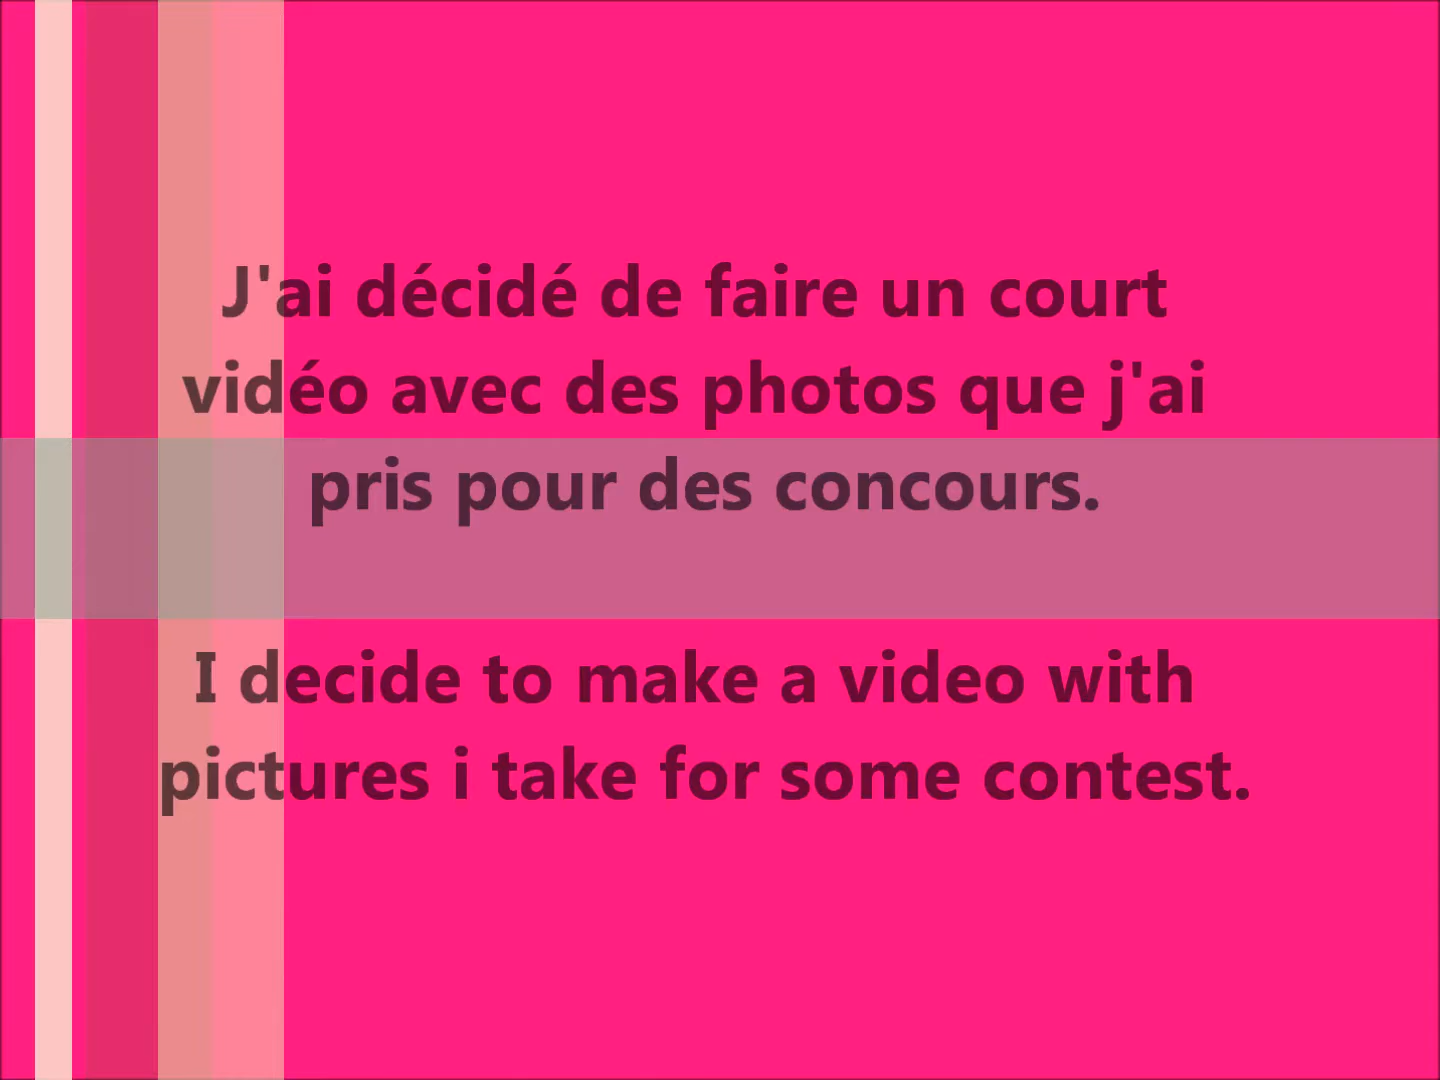 J'ai décidé de faire un court
vidéo avec des photos que j'ai
pris pour des concours.
I decide to make a video with
pictures i take for some contest.